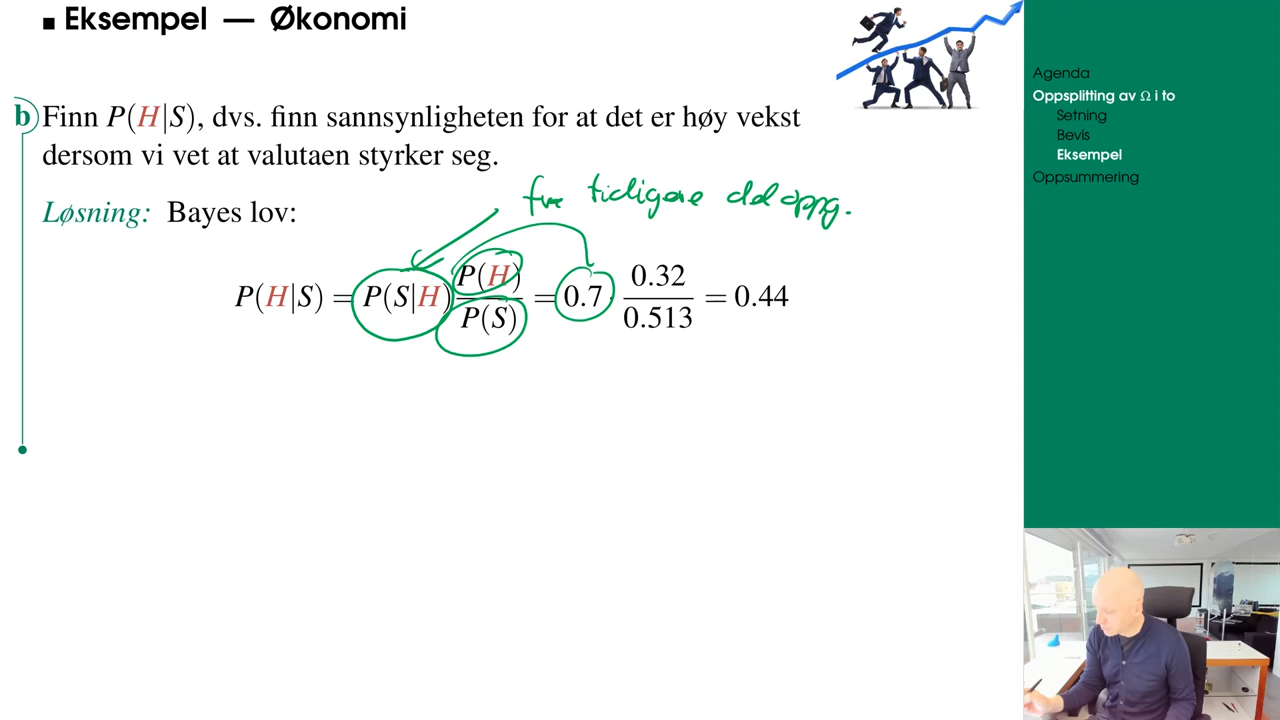 Eksempel — Økonomi
b Finn P(H|S), dvs. finn sannsynligheten for at det er høy vekst
dersom vi vet at valutaen styrker seg.
fra tidligere deloppg.
Løsning: Bayes lov:
P(H|S) = P(S|H) P(H)/P(S) = 0.7 · 0.32/0.513 = 0.44
Agenda
Oppsplitting av Ω i to
Setning
Bevis
Eksempel
Oppsummering